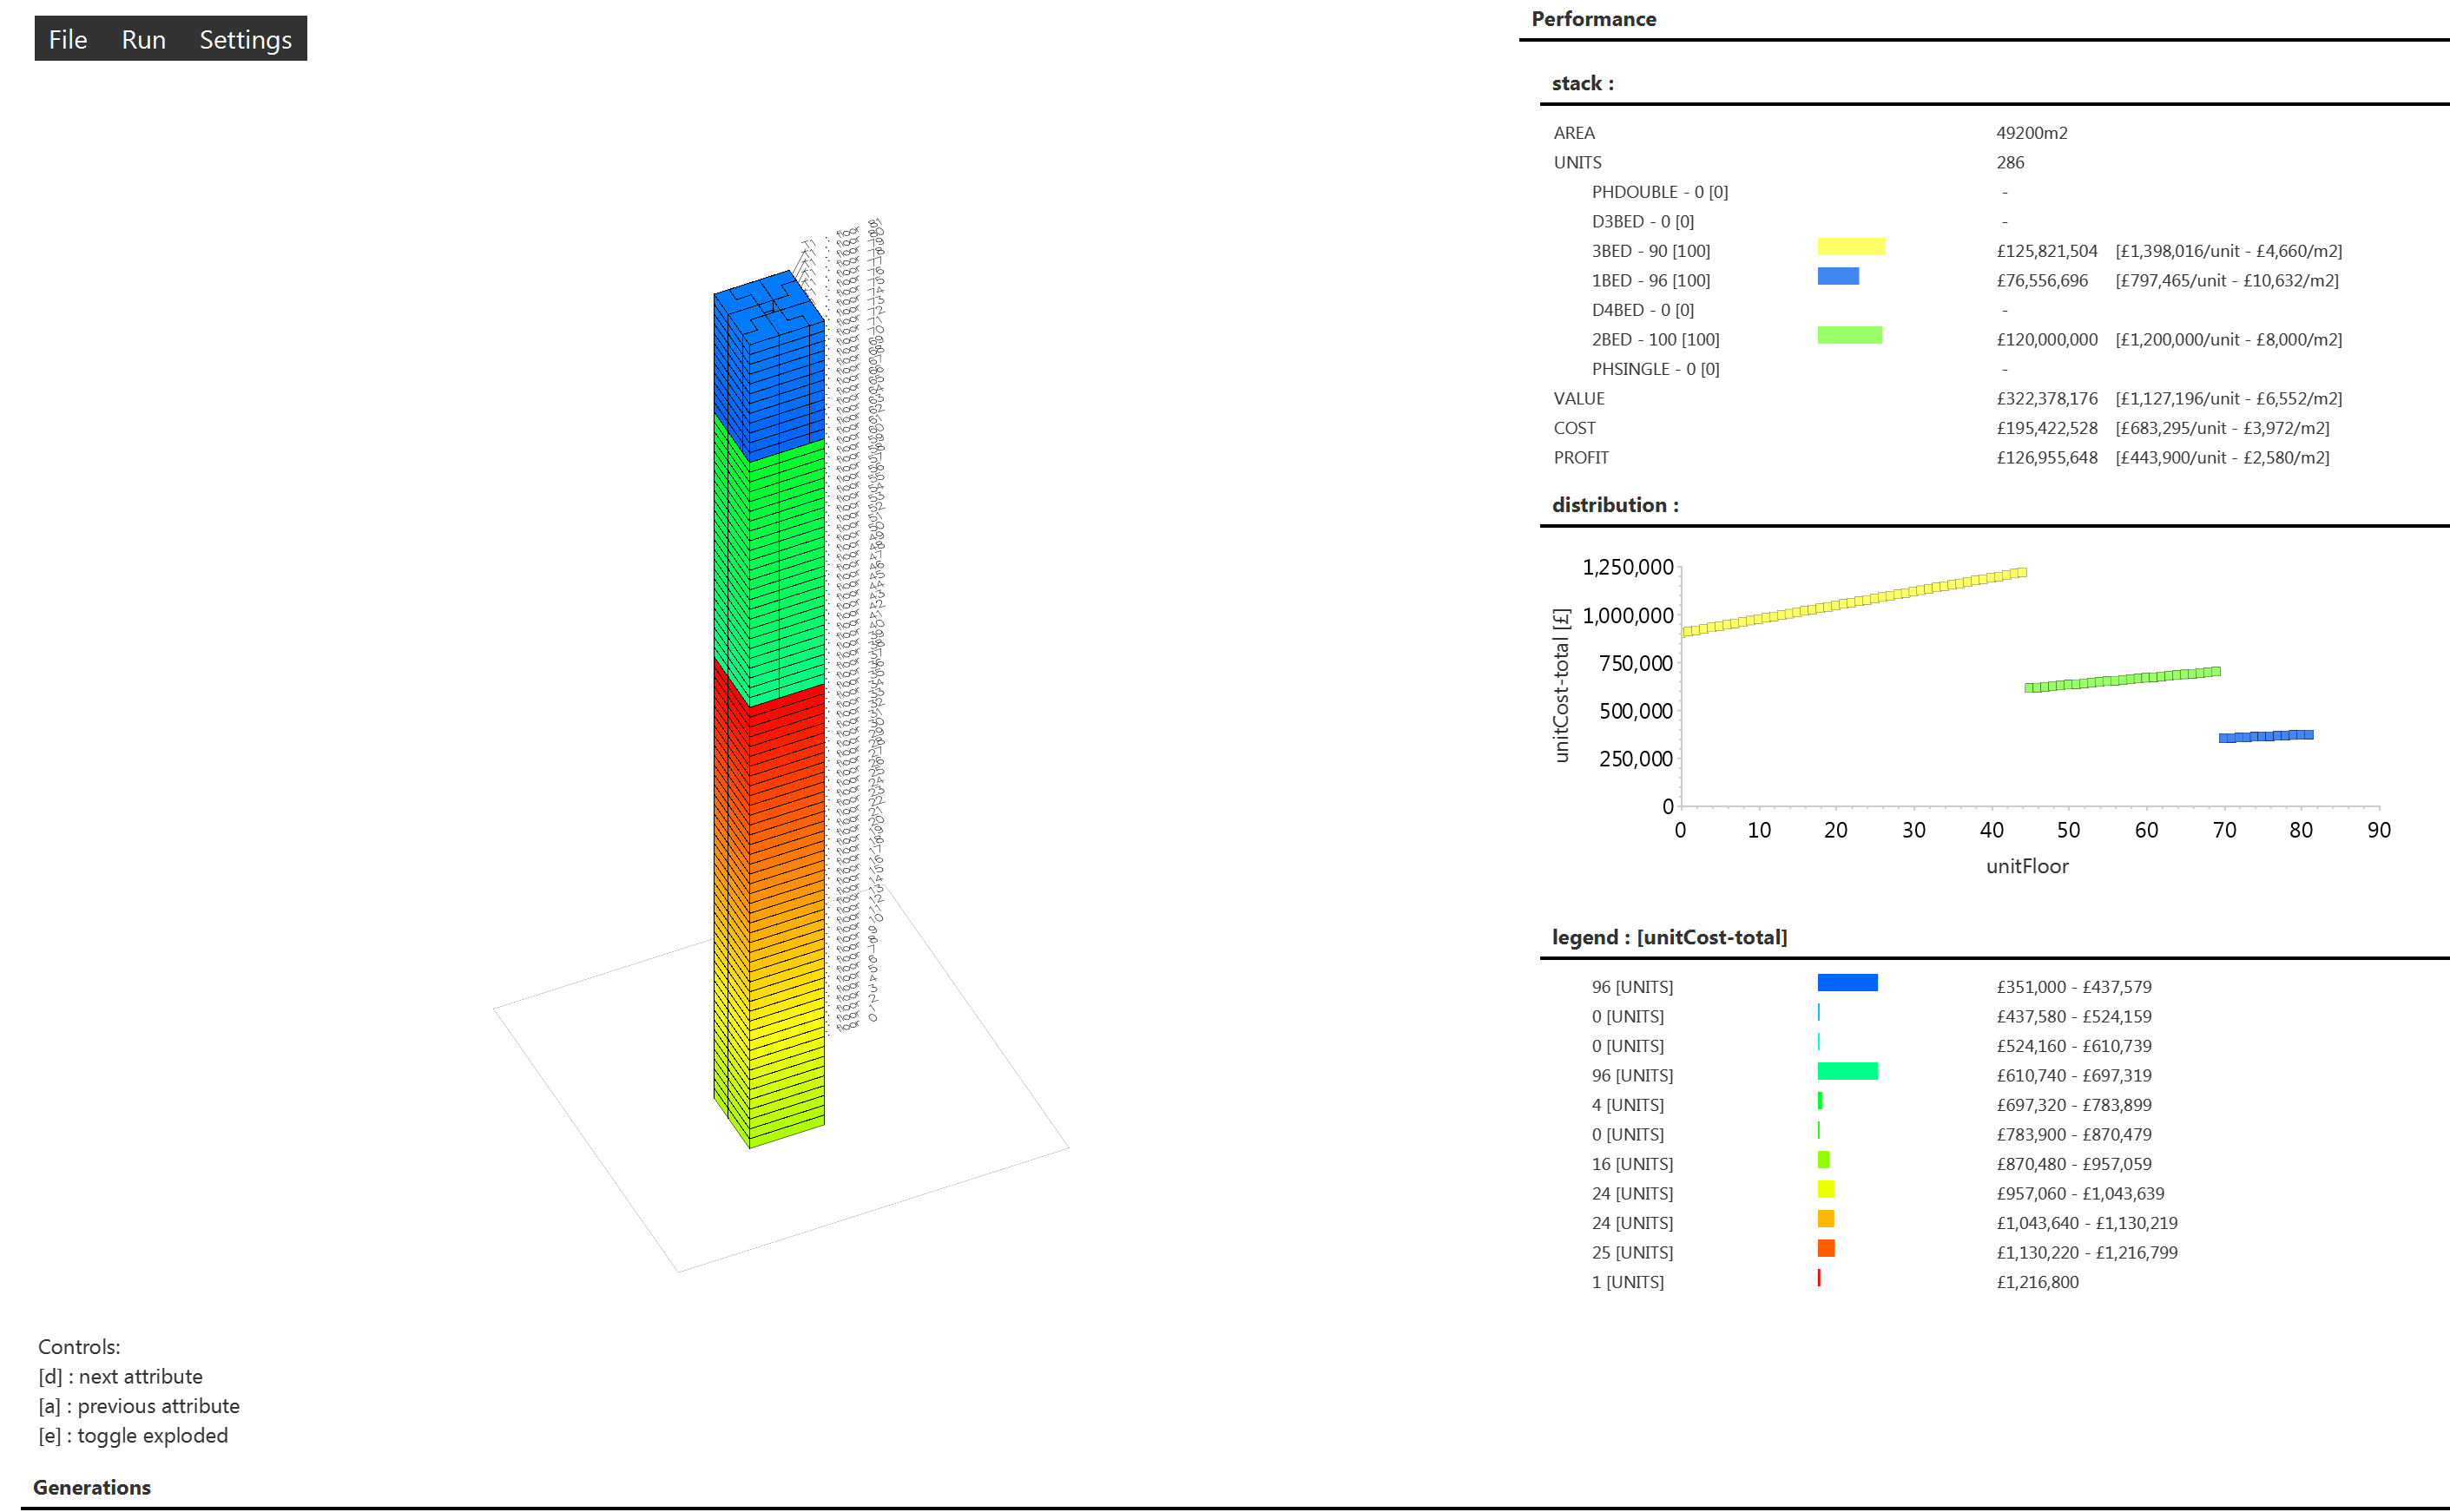 File Run Settings
Performance
stack :
AREA 49200m2
UNITS 286
PHDOUBLE - 0 [0] -
D3BED - 0 [0] -
3BED - 90 [100] £125,821,504 [£1,398,016/unit - £4,660/m2]
1BED - 96 [100] £76,556,696 [£797,465/unit - £10,632/m2]
D4BED - 0 [0] -
2BED - 100 [100] £120,000,000 [£1,200,000/unit - £8,000/m2]
PHSINGLE - 0 [0] -
VALUE £322,378,176 [£1,127,196/unit - £6,552/m2]
COST £195,422,528 [£683,295/unit - £3,972/m2]
PROFIT £126,955,648 [£443,900/unit - £2,580/m2]
distribution :
unitCost-total [£]
1,250,000
1,000,000
750,000
500,000
250,000
0
0 10 20 30 40 50 60 70 80 90
unitFloor
legend : [unitCost-total]
96 [UNITS] £351,000 - £437,579
0 [UNITS] £437,580 - £524,159
0 [UNITS] £524,160 - £610,739
96 [UNITS] £610,740 - £697,319
4 [UNITS] £697,320 - £783,899
0 [UNITS] £783,900 - £870,479
16 [UNITS] £870,480 - £957,059
24 [UNITS] £957,060 - £1,043,639
24 [UNITS] £1,043,640 - £1,130,219
25 [UNITS] £1,130,220 - £1,216,799
1 [UNITS] £1,216,800
Controls:
[d] : next attribute
[a] : previous attribute
[e] : toggle exploded
Generations